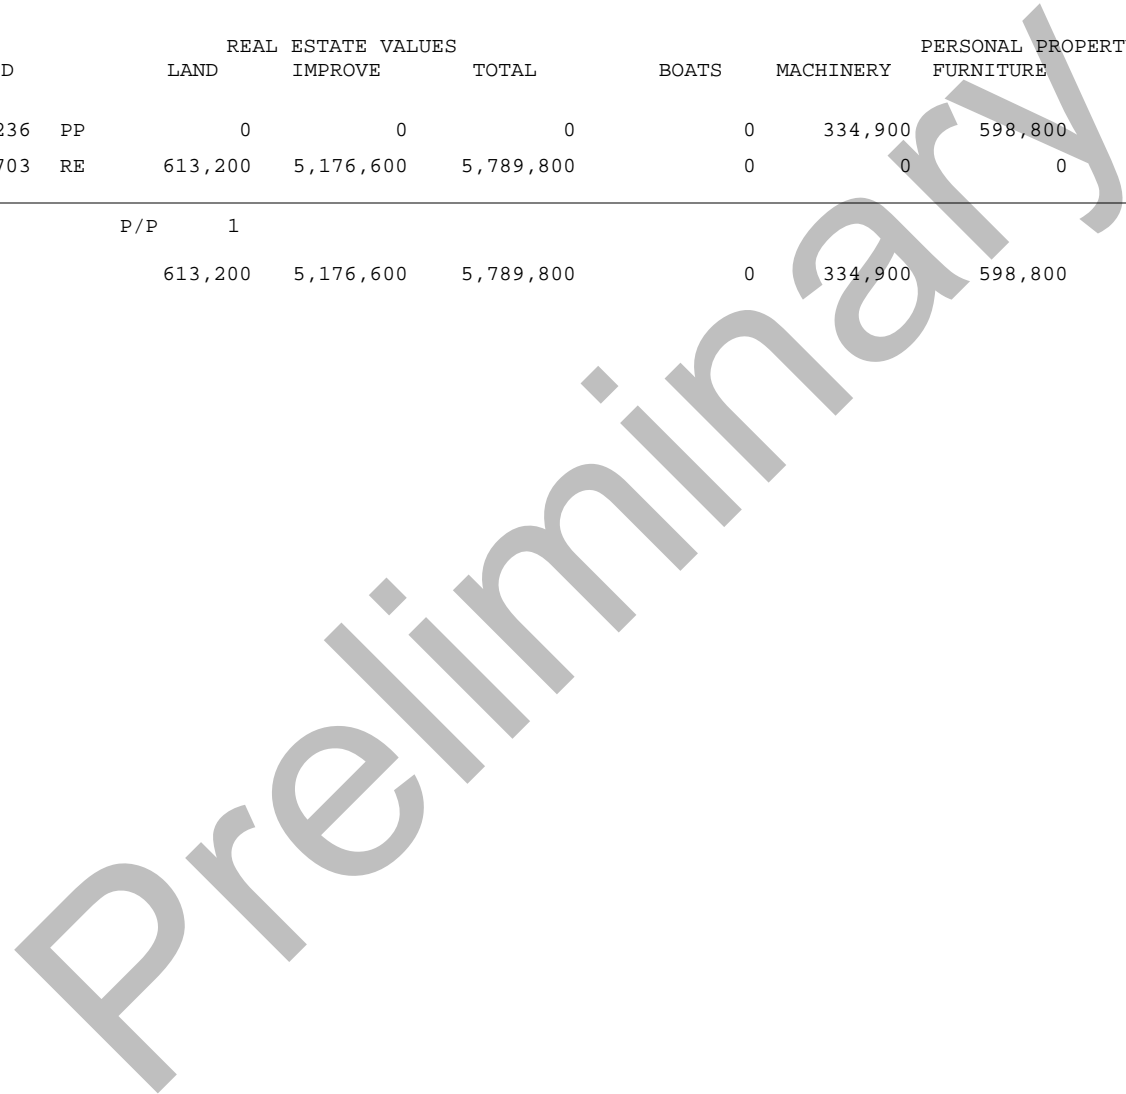 REAL ESTATE VALUES PERSONAL PROPERT
D LAND IMPROVE TOTAL BOATS MACHINERY FURNITURE
236 PP 0 0 0 0 334,900 598,800
703 RE 613,200 5,176,600 5,789,800 0 0 0
P/P 1
613,200 5,176,600 5,789,800 0 334,900 598,800
Preliminary